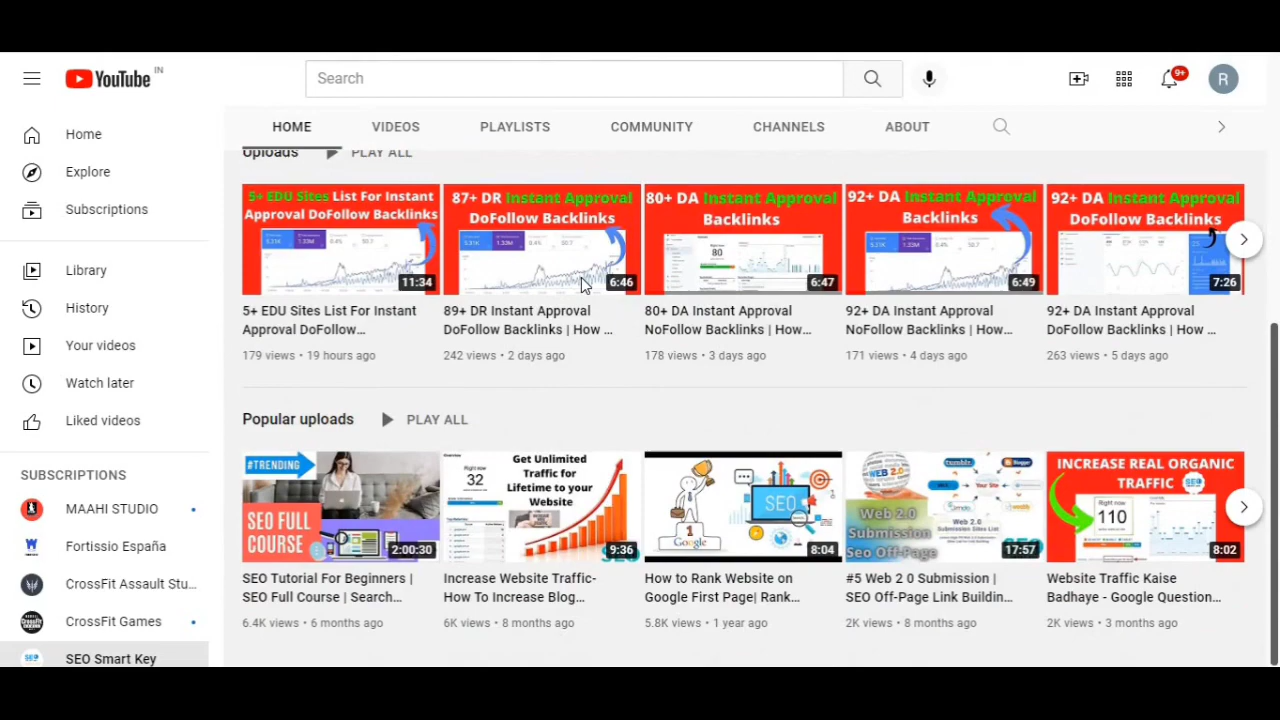 YouTube IN
Search
9+
R
Home
Explore
Subscriptions
Library
History
Your videos
Watch later
Liked videos
SUBSCRIPTIONS
MAAHI STUDIO
Fortissio España
CrossFit Assault Stu...
CrossFit Games
SEO Smart Key
HOME VIDEOS PLAYLISTS COMMUNITY CHANNELS ABOUT
Uploads PLAY ALL
5+ EDU Sites List For Instant
Approval DoFollow Backlinks
11:34
5+ EDU Sites List For Instant
Approval DoFollow...
179 views • 19 hours ago
87+ DR Instant Approval
DoFollow Backlinks
6:46
89+ DR Instant Approval
DoFollow Backlinks | How ...
242 views • 2 days ago
80+ DA Instant Approval
Backlinks
80
6:47
80+ DA Instant Approval
NoFollow Backlinks | How...
178 views • 3 days ago
92+ DA Instant Approval
Backlinks
6:49
92+ DA Instant Approval
NoFollow Backlinks | How...
171 views • 4 days ago
92+ DA Instant Approval
DoFollow Backlinks
7:26
92+ DA Instant Approval
DoFollow Backlinks | How ...
263 views • 5 days ago
Popular uploads PLAY ALL
#TRENDING
SEO FULL
COURSE
2:00:30
SEO Tutorial For Beginners |
SEO Full Course | Search...
6.4K views • 6 months ago
Right now
32
Get Unlimited
Traffic for
Lifetime to your
Website
9:36
Increase Website Traffic-
How To Increase Blog...
6K views • 8 months ago
SEO
1
Google
8:04
How to Rank Website on
Google First Page| Rank...
5.8K views • 1 year ago
tumblr.
Blogger
Web 2.0
Submission
Seo Off-Page
Web 2.0
Submission
Sites List
17:57
#5 Web 2 0 Submission |
SEO Off-Page Link Buildin...
2K views • 8 months ago
INCREASE REAL ORGANIC
TRAFFIC
SEO
Right now
110
8:02
Website Traffic Kaise
Badhaye - Google Question...
2K views • 3 months ago